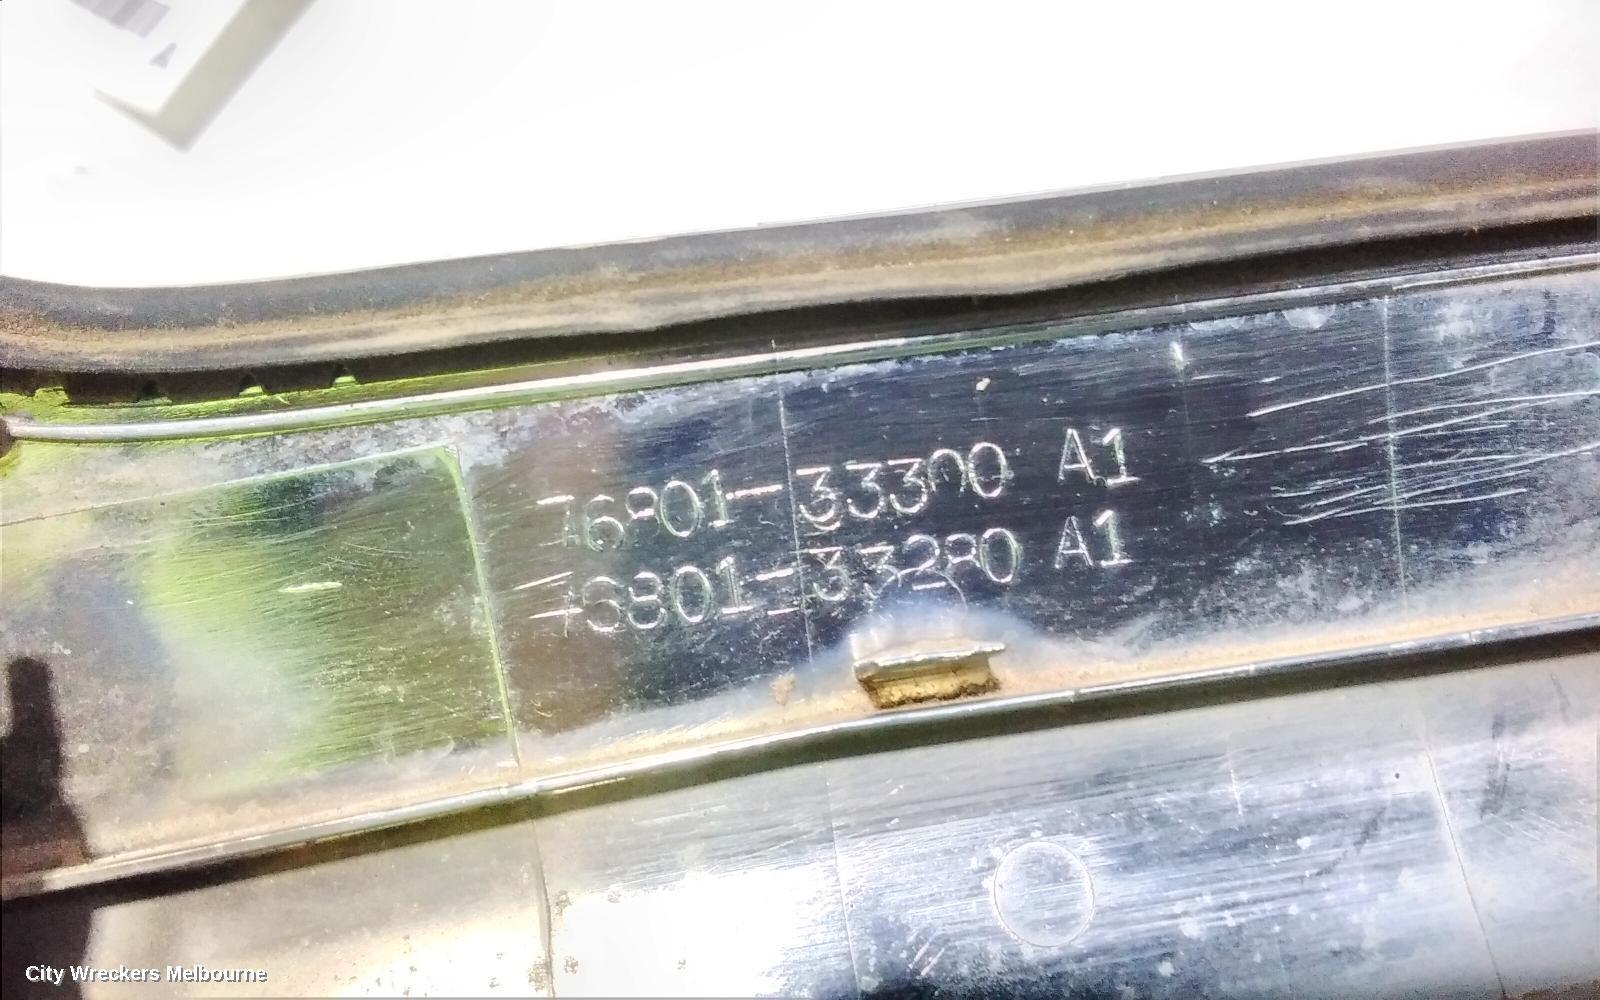 A
76801-33300 A1
76801-33280 A1
City Wreckers Melbourne